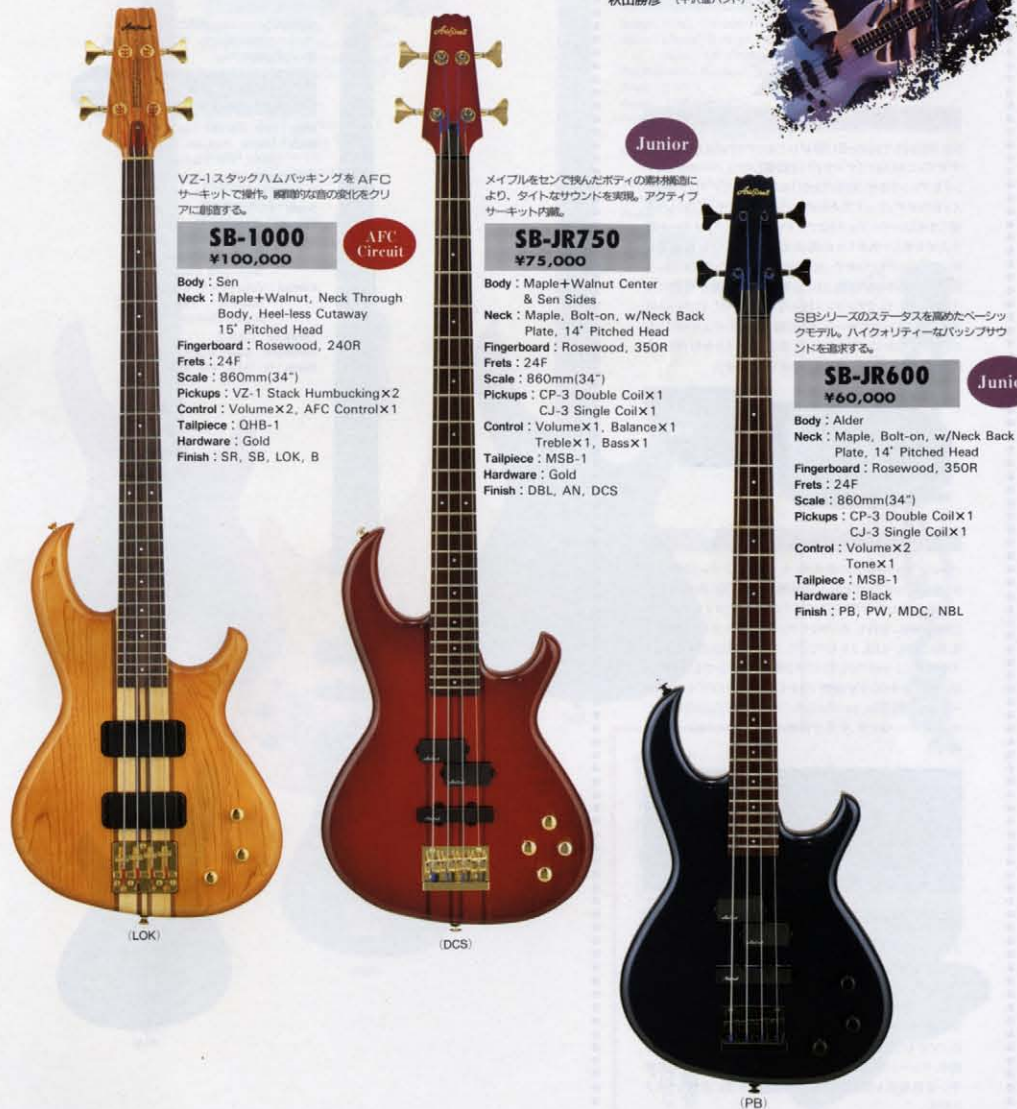 秋山勝彦
VZ-1スタックハムバッキングをAFC
サーキットで操作。瞬間的な音の変化をクリ
アに創造する。
SB-1000
¥100,000
AFC
Circuit
Body：Sen
Neck：Maple+Walnut, Neck Through
Body, Heel-less Cutaway
15° Pitched Head
Fingerboard：Rosewood, 240R
Frets：24F
Scale：860mm(34")
Pickups：VZ-1 Stack Humbucking×2
Control：Volume×2, AFC Control×1
Tailpiece：QHB-1
Hardware：Gold
Finish：SR, SB, LOK, B
(LOK)
Junior
メイプルをセンで挟んだボディの素材構造に
より、タイトなサウンドを実現。アクティブ
サーキット内蔵。
SB-JR750
¥75,000
Body：Maple+Walnut Center
& Sen Sides
Neck：Maple, Bolt-on, w/Neck Back
Plate, 14° Pitched Head
Fingerboard：Rosewood, 350R
Frets：24F
Scale：860mm(34")
Pickups：CP-3 Double Coil×1
CJ-3 Single Coil×1
Control：Volume×1, Balance×1
Treble×1, Bass×1
Tailpiece：MSB-1
Hardware：Gold
Finish：DBL, AN, DCS
(DCS)
SBシリーズのステータスを高めたベーシッ
クモデル。ハイクォリティーなパッシブサウ
ンドを追求する。
SB-JR600
¥60,000
Junio
Body：Alder
Neck：Maple, Bolt-on, w/Neck Back
Plate, 14° Pitched Head
Fingerboard：Rosewood, 350R
Frets：24F
Scale：860mm(34")
Pickups：CP-3 Double Coil×1
CJ-3 Single Coil×1
Control：Volume×2
Tone×1
Tailpiece：MSB-1
Hardware：Black
Finish：PB, PW, MDC, NBL
(PB)